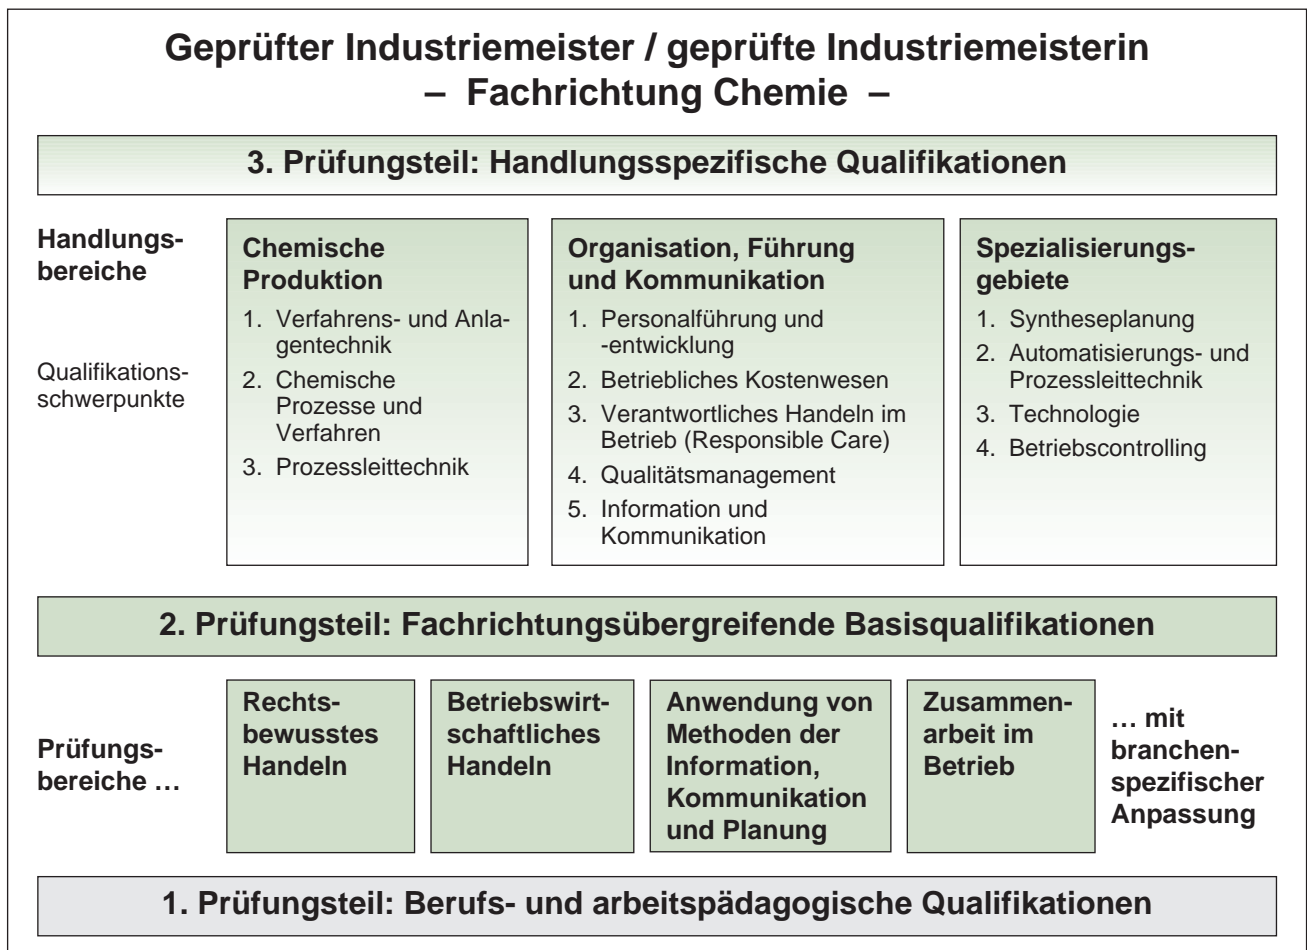 Geprüfter Industriemeister / geprüfte Industriemeisterin
– Fachrichtung Chemie –
3. Prüfungsteil: Handlungsspezifische Qualifikationen
Handlungs-
bereiche
Qualifikations-
schwerpunkte
Chemische
Produktion
1. Verfahrens- und Anla-
gentechnik
2. Chemische
Prozesse und
Verfahren
3. Prozessleittechnik
Organisation, Führung
und Kommunikation
1. Personalführung und
-entwicklung
2. Betriebliches Kostenwesen
3. Verantwortliches Handeln im
Betrieb (Responsible Care)
4. Qualitätsmanagement
5. Information und
Kommunikation
Spezialisierungs-
gebiete
1. Syntheseplanung
2. Automatisierungs- und
Prozessleittechnik
3. Technologie
4. Betriebscontrolling
2. Prüfungsteil: Fachrichtungsübergreifende Basisqualifikationen
Prüfungs-
bereiche …
Rechts-
bewusstes
Handeln
Betriebswirt-
schaftliches
Handeln
Anwendung von
Methoden der
Information,
Kommunikation
und Planung
Zusammen-
arbeit im
Betrieb
… mit
branchen-
spezifischer
Anpassung
1. Prüfungsteil: Berufs- und arbeitspädagogische Qualifikationen